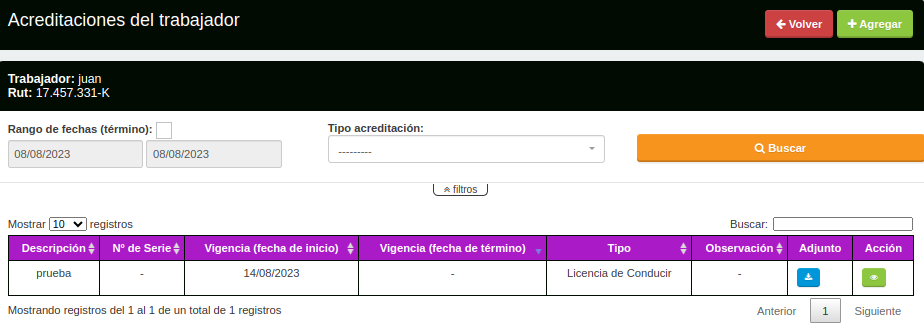 Acreditaciones del trabajador
Volver
Agregar
Trabajador: juan
Rut: 17.457.331-K
Rango de fechas (término):
08/08/2023 08/08/2023
Tipo acreditación:
---------
Buscar
filtros
Mostrar 10 registros
Buscar:
Descripción Nº de Serie Vigencia (fecha de inicio) Vigencia (fecha de término) Tipo Observación Adjunto Acción
prueba - 14/08/2023 - Licencia de Conducir -
Mostrando registros del 1 al 1 de un total de 1 registros
Anterior 1 Siguiente